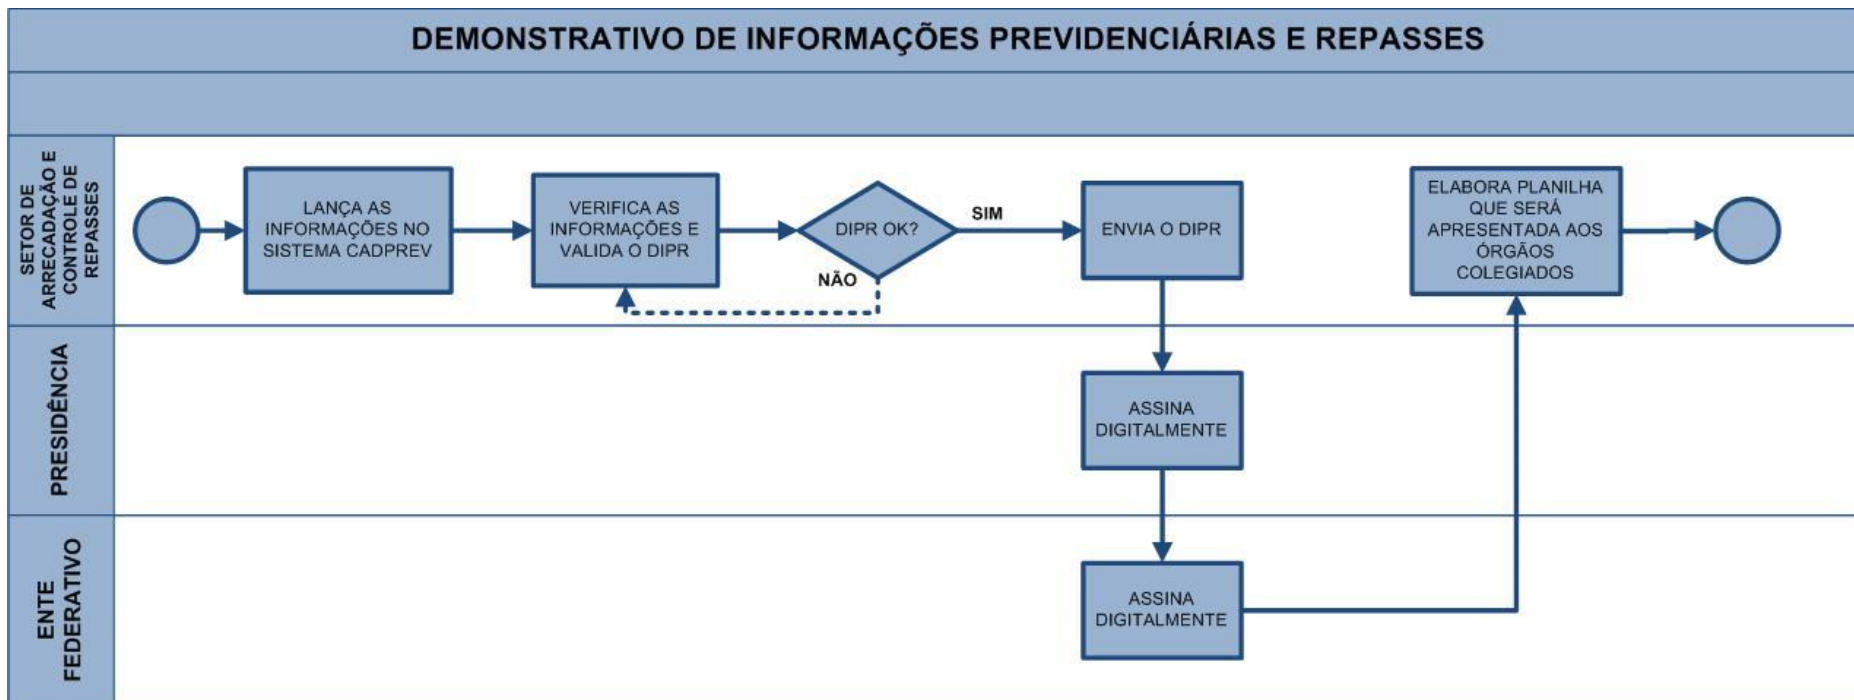 DEMONSTRATIVO DE INFORMAÇÕES PREVIDENCIÁRIAS E REPASSES
SETOR DE
ARRECADAÇÃO E
CONTROLE DE
REPASSES
LANÇA AS
INFORMAÇÕES NO
SISTEMA CADPREV
VERIFICA AS
INFORMAÇÕES E
VALIDA O DIPR
DIPR OK?
SIM
NÃO
ENVIA O DIPR
ELABORA PLANILHA
QUE SERÁ
APRESENTADA AOS
ÓRGÃOS
COLEGIADOS
PRESIDÊNCIA
ASSINA
DIGITALMENTE
ENTE
FEDERATIVO
ASSINA
DIGITALMENTE